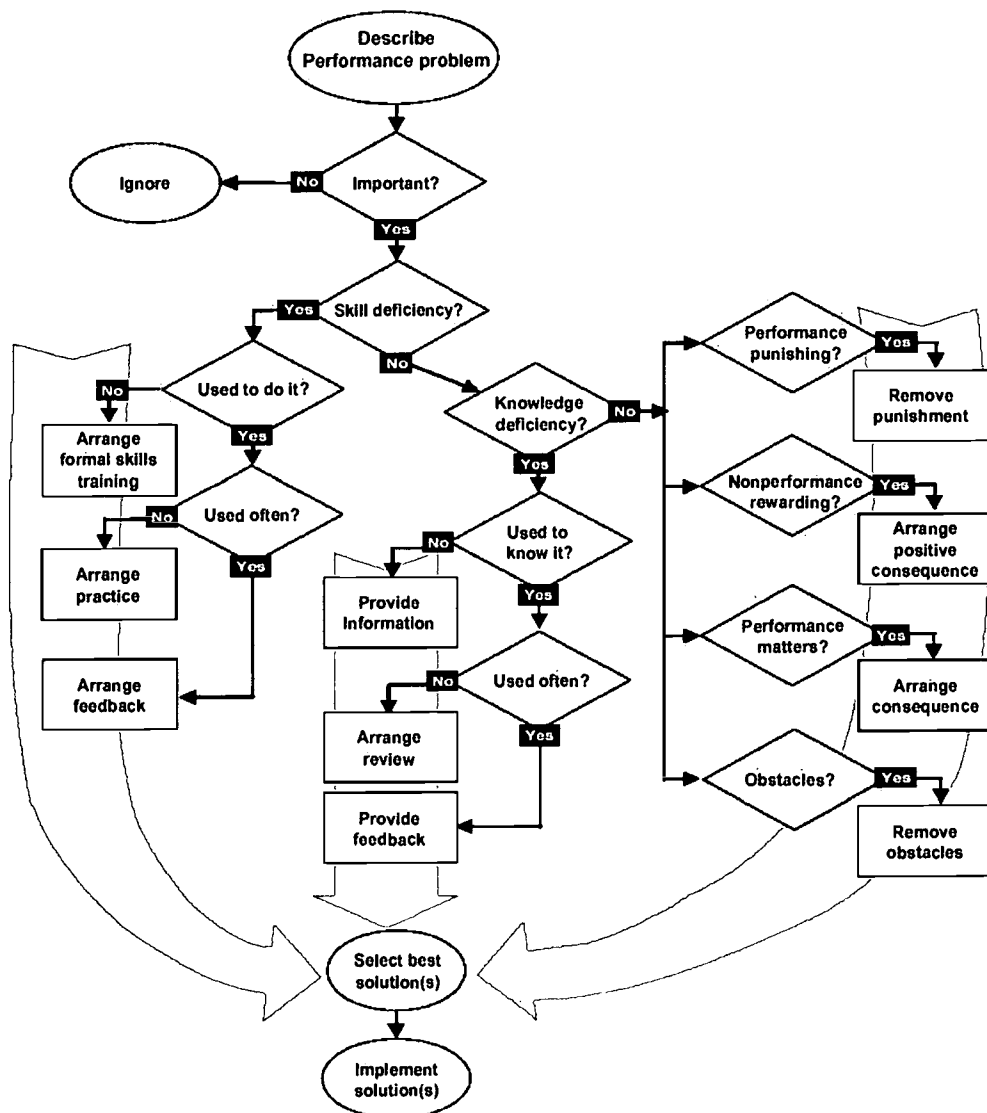 Describe
Performance problem
Ignore
No
Important?
Yes
Yes
Skill deficiency?
No
No
Used to do it?
Yes
Arrange
formal skills
training
No
Used often?
Yes
Arrange
practice
Arrange
feedback
Knowledge
deficiency?
No
Yes
No
Used to
know it?
Yes
Provide
Information
No
Used often?
Yes
Arrange
review
Provide
feedback
Performance
punishing?
Yes
Remove
punishment
Nonperformance
rewarding?
Yes
Arrange
positive
consequence
Performance
matters?
Yes
Arrange
consequence
Obstacles?
Yes
Remove
obstacles
Select best
solution(s)
Implement
solution(s)